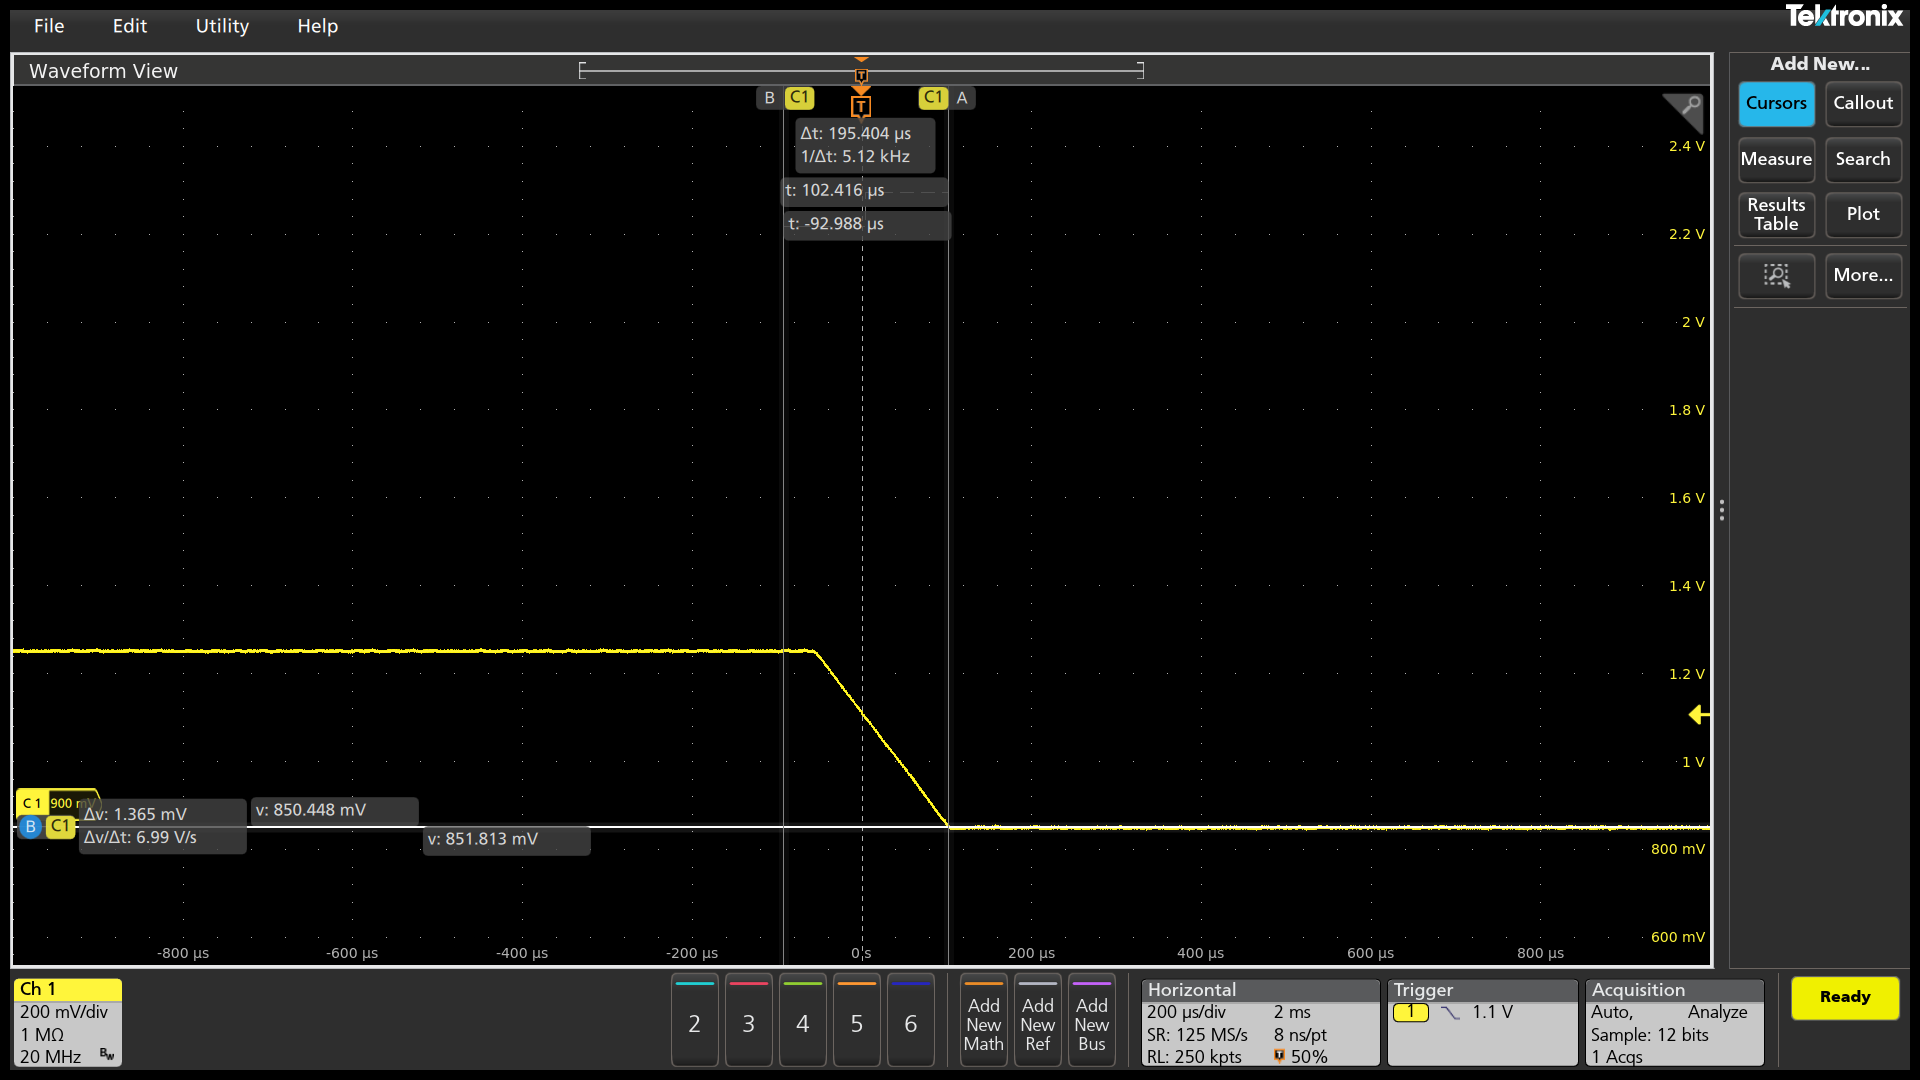 File Edit Utility Help
Tektronix
Waveform View
T
Add New...
B C1 T C1 A
Cursors Callout
Δt: 195.404 µs
1/Δt: 5.12 kHz
2.4 V
Measure Search
t: 102.416 µs
Results
Table
Plot
t: -92.988 µs
2.2 V
More...
2 V
1.8 V
1.6 V
1.4 V
1.2 V
1 V
C 1 900 mV
Δv: 1.365 mV
v: 850.448 mV
B C1
Δv/Δt: 6.99 V/s
v: 851.813 mV
800 mV
600 mV
-800 µs -600 µs -400 µs -200 µs 0 s 200 µs 400 µs 600 µs 800 µs
Ch 1
200 mV/div
1 MΩ
20 MHz Bw
2 3 4 5 6
Add
New
Math
Add
New
Ref
Add
New
Bus
Horizontal
200 µs/div 2 ms
SR: 125 MS/s 8 ns/pt
RL: 250 kpts T 50%
Trigger
1 1.1 V
Acquisition
Auto, Analyze
Sample: 12 bits
1 Acqs
Ready